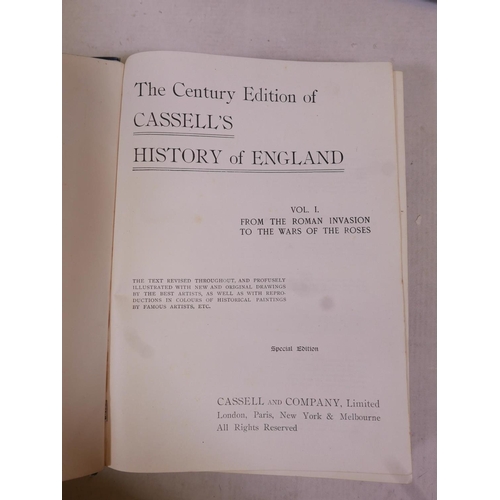 The Century Edition of
CASSELL'S
HISTORY of ENGLAND
VOL. I.
FROM THE ROMAN INVASION
TO THE WARS OF THE ROSES
THE TEXT REVISED THROUGHOUT, AND PROFUSELY
ILLUSTRATED WITH NEW AND ORIGINAL DRAWINGS
BY THE BEST ARTISTS, AS WELL AS WITH REPRO-
DUCTIONS IN COLOURS OF HISTORICAL PAINTINGS
BY FAMOUS ARTISTS, ETC.
Special Edition
CASSELL AND COMPANY, Limited
London, Paris, New York & Melbourne
All Rights Reserved